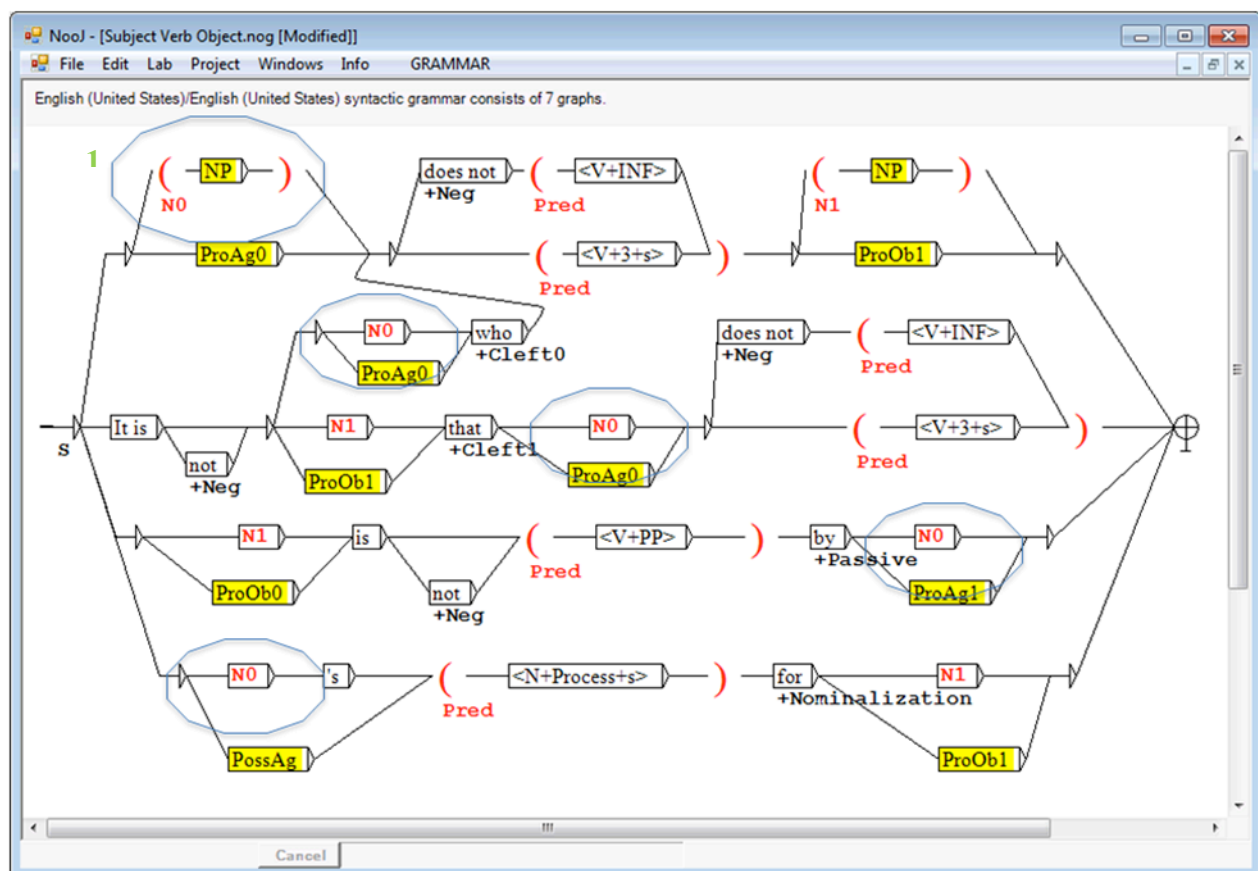 NooJ - [Subject Verb Object.nog [Modified]]
File Edit Lab Project Windows Info GRAMMAR
English (United States)/English (United States) syntactic grammar consists of 7 graphs.
1
( NP ) does not ( <V+INF> ( NP )
N0 +Neg Pred N1
ProAg0 ( <V+3+s> ) ProOb1
Pred
N0 who does not ( <V+INF>
+Cleft0 +Neg
ProAg0 Pred
It is N1 that N0 ( <V+3+s> )
S +Cleft1 Pred
not ProOb1 ProAg0
+Neg
N1 is ( <V+PP> ) by N0
Pred +Passive
ProOb0 not ProAg1
+Neg
N0 's ( <N+Process+s> ) for N1
Pred +Nominalization
PossAg ProOb1
Cancel